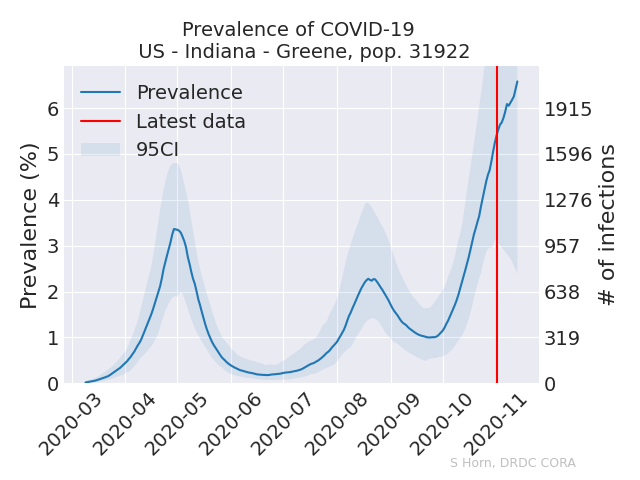 Prevalence of COVID-19
US - Indiana - Greene, pop. 31922
Prevalence
Latest data
95CI
Prevalence (%)
6
5
4
3
2
1
0
1915
1596
1276
957
638
319
0
# of infections
2020-03
2020-04
2020-05
2020-06
2020-07
2020-08
2020-09
2020-10
2020-11
S Horn, DRDC CORA